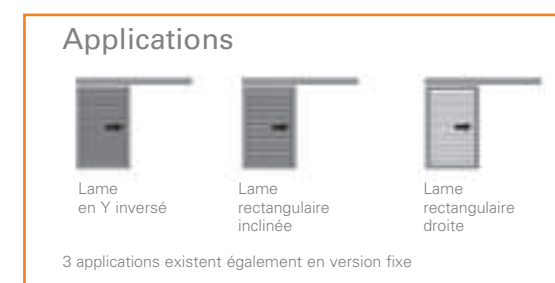 Applications
Lame
en Y inversé
Lame
rectangulaire
inclinée
Lame
rectangulaire
droite
3 applications existent également en version fixe